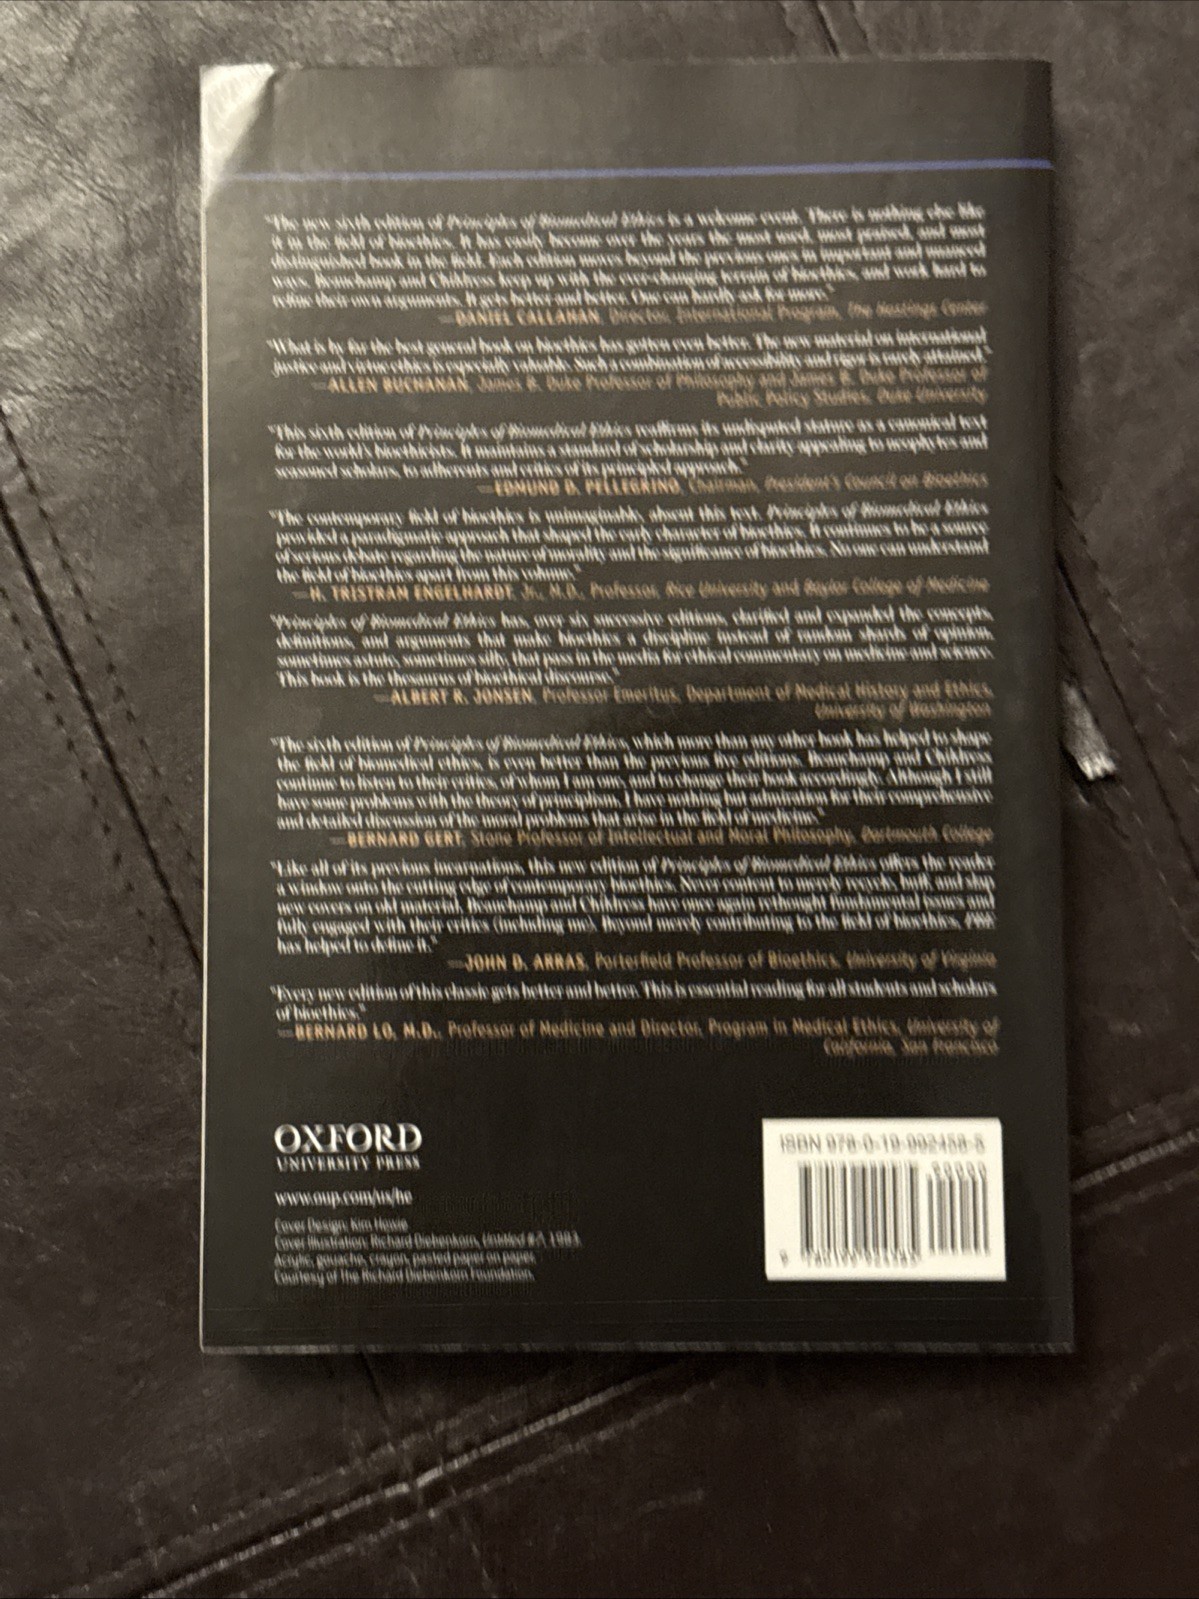 "The new sixth edition of Principles of Biomedical Ethics is a welcome event. There is nothing else like
it in the field of bioethics. It has easily become over the years the most used, most praised, and most
distinguished book in the field. Each edition moves beyond the previous ones in important and nuanced
ways. Beauchamp and Childress keep up with the ever-changing terrain of bioethics, and work hard to
refine their own arguments. It gets better and better. One can hardly ask for more."
—DANIEL CALLAHAN, Director, International Program, The Hastings Center
"What is by far the best general book on bioethics has gotten even better. The new material on international
justice and virtue ethics is especially valuable. Such a combination of accessibility and rigor is rarely attained."
—ALLEN BUCHANAN, James B. Duke Professor of Philosophy and James B. Duke Professor of
Public Policy Studies, Duke University
"This sixth edition of Principles of Biomedical Ethics reaffirms its undisputed stature as a canonical text
for the world's bioethicists. It maintains a standard of scholarship and clarity appealing to neophytes and
seasoned scholars, to adherents and critics of its principled approach."
—EDMUND D. PELLEGRINO, Chairman, President's Council on Bioethics
"The contemporary field of bioethics is unimaginable, absent this text. Principles of Biomedical Ethics
provided a paradigmatic approach that shaped the early character of bioethics. It continues to be a source
of serious debate regarding the nature of morality and the significance of bioethics. No one can understand
the field of bioethics apart from this volume."
—H. TRISTRAM ENGELHARDT, Jr., M.D., Professor, Rice University and Baylor College of Medicine
"Principles of Biomedical Ethics has, over six successive editions, clarified and expanded the concepts,
definitions, and arguments that make bioethics a discipline instead of random shards of opinion,
sometimes astute, sometimes silly, that pass in the media for ethical commentary on medicine and science.
This book is the thesaurus of bioethical discourse."
—ALBERT R. JONSEN, Professor Emeritus, Department of Medical History and Ethics,
University of Washington
"The sixth edition of Principles of Biomedical Ethics, which more than any other book has helped to shape
the field of biomedical ethics, is even better than the previous five editions. Beauchamp and Childress
continue to listen to their critics, of whom I am one, and to change their book accordingly. Although I still
have some problems with the theory of principlism, I have nothing but admiration for their comprehensive
and detailed discussion of the moral problems that arise in the field of medicine."
—BERNARD GERT, Stone Professor of Intellectual and Moral Philosophy, Dartmouth College
"Like all of its previous incarnations, this new edition of Principles of Biomedical Ethics offers the reader
a window onto the cutting edge of contemporary bioethics. Never content to merely recycle, buff, and slap
new covers on old material, Beauchamp and Childress have once again rethought fundamental issues and
fully engaged with their critics (including me). Beyond merely contributing to the field of bioethics, PBE
has helped to define it."
—JOHN D. ARRAS, Porterfield Professor of Bioethics, University of Virginia
"Every new edition of this classic gets better and better. This is essential reading for all students and scholars
of bioethics."
—BERNARD LO, M.D., Professor of Medicine and Director, Program in Medical Ethics, University of
California, San Francisco
OXFORD
UNIVERSITY PRESS
www.oup.com/us/he
Cover Design: Kim Howie
Cover Illustration: Richard Diebenkorn, Untitled #2, 1983.
Acrylic, gouache, crayon, pasted paper on paper.
Courtesy of the Richard Diebenkorn Foundation.
ISBN 978-0-19-992458-5
90000
9 780199 924585